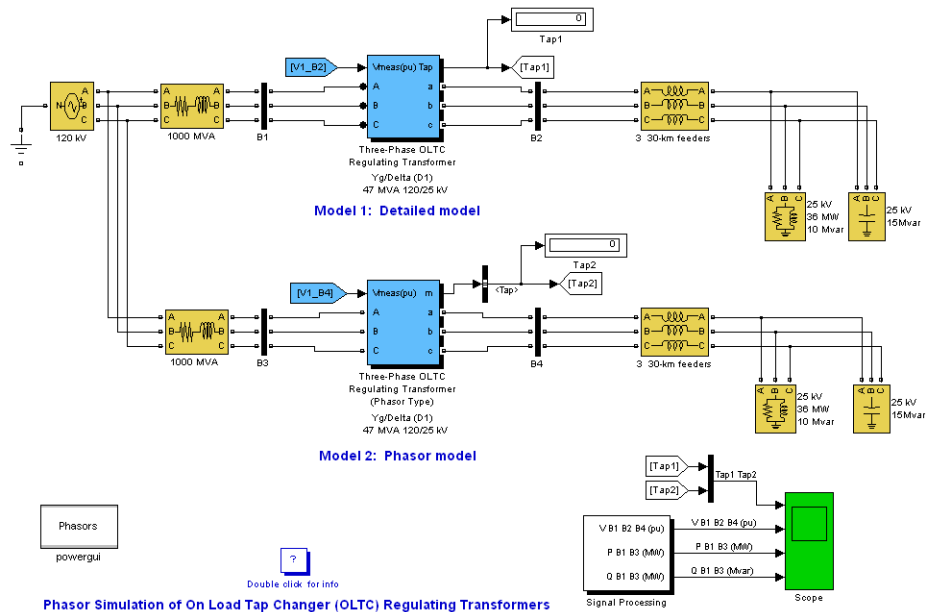 0
Tap1
[V1_B2]
Vmeas(pu) Tap
[Tap1]
A a
B b
C c
N A B C
120 kV
A A
B B
C C
1000 MVA
B1
Three-Phase OLTC
Regulating Transformer
Yg/Delta (D1)
47 MVA 120/25 kV
B2
A A
B B
C C
3 30-km feeders
Model 1: Detailed model
A B C
25 kV
36 MW
10 Mvar
A B C
25 kV
15Mvar
0
Tap2
[V1_B4]
Vmeas(pu) m
<Tap>
[Tap2]
A a
B b
C c
A A
B B
C C
1000 MVA
B3
Three-Phase OLTC
Regulating Transformer
(Phasor Type)
Yg/Delta (D1)
47 MVA 120/25 kV
B4
A A
B B
C C
3 30-km feeders
Model 2: Phasor model
A B C
25 kV
36 MW
10 Mvar
A B C
25 kV
15Mvar
[Tap1]
[Tap2]
Tap1 Tap2
V B1 B2 B4 (pu)
V B1 B2 B4 (pu)
P B1 B3 (MW)
P B1 B3 (MW)
Q B1 B3 (MW)
Q B1 B3 (Mvar)
Signal Processing
Scope
Phasors
powergui
?
Double click for info
Phasor Simulation of On Load Tap Changer (OLTC) Regulating Transformers